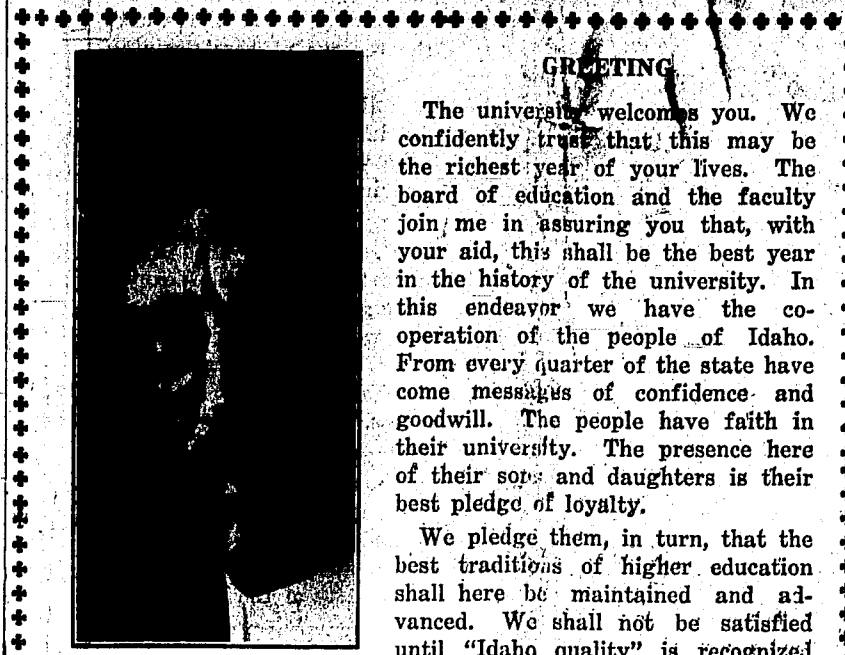 GREETING
The university welcomes you. We
confidently trust that this may be
the richest year of your lives. The
board of education and the faculty
join me in assuring you that, with
your aid, this shall be the best year
in the history of the university. In
this endeavor we have the co-
operation of the people of Idaho.
From every quarter of the state have
come messages of confidence and
goodwill. The people have faith in
their university. The presence here
of their sons and daughters is their
best pledge of loyalty.
We pledge them, in turn, that the
best traditions of higher education
shall here be maintained and ad-
vanced. We shall not be satisfied
until "Idaho quality" is recognized